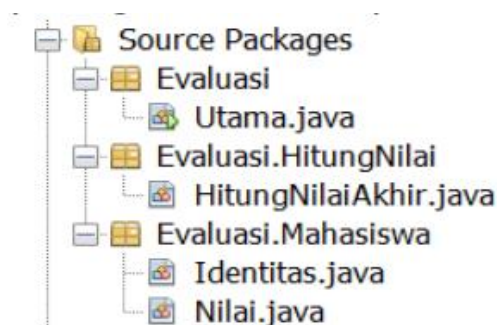 Source Packages
Evaluasi
Utama.java
Evaluasi.HitungNilai
HitungNilaiAkhir.java
Evaluasi.Mahasiswa
Identitas.java
Nilai.java